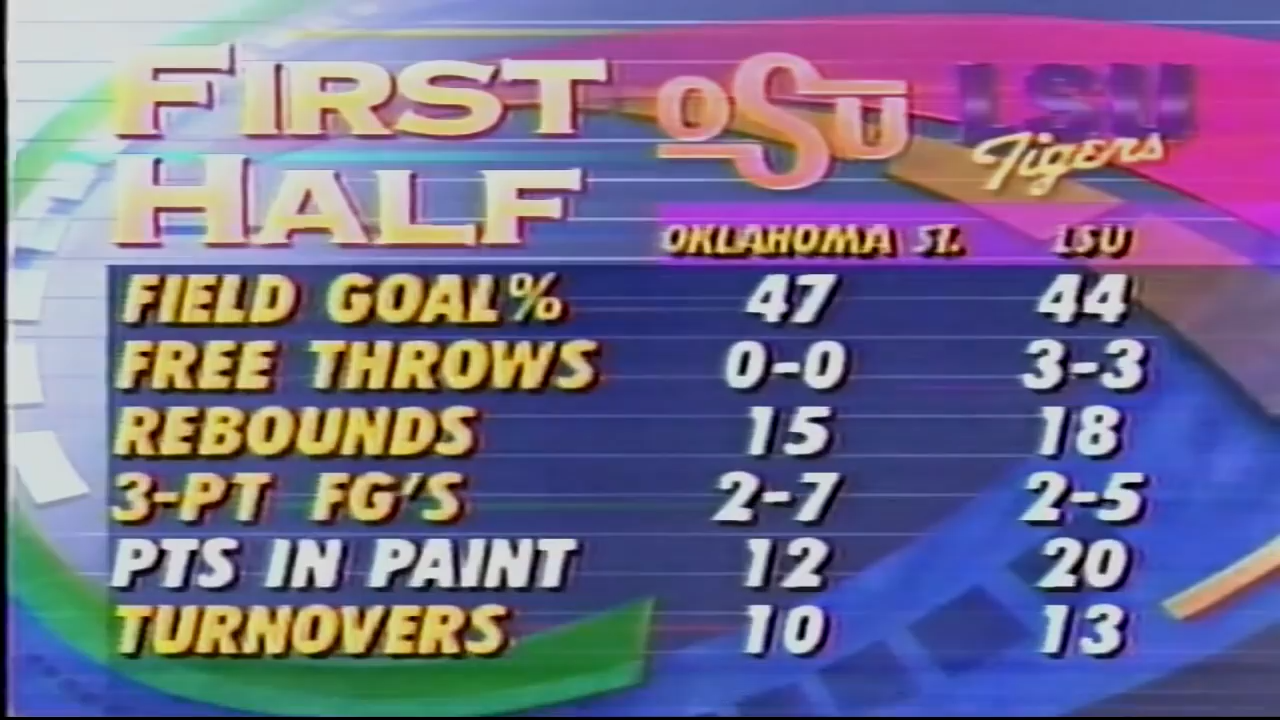 FIRST OSU LSU
Tigers
HALF
OKLAHOMA ST. LSU
FIELD GOAL% 47 44
FREE THROWS 0-0 3-3
REBOUNDS 15 18
3-PT FG'S 2-7 2-5
PTS IN PAINT 12 20
TURNOVERS 10 13